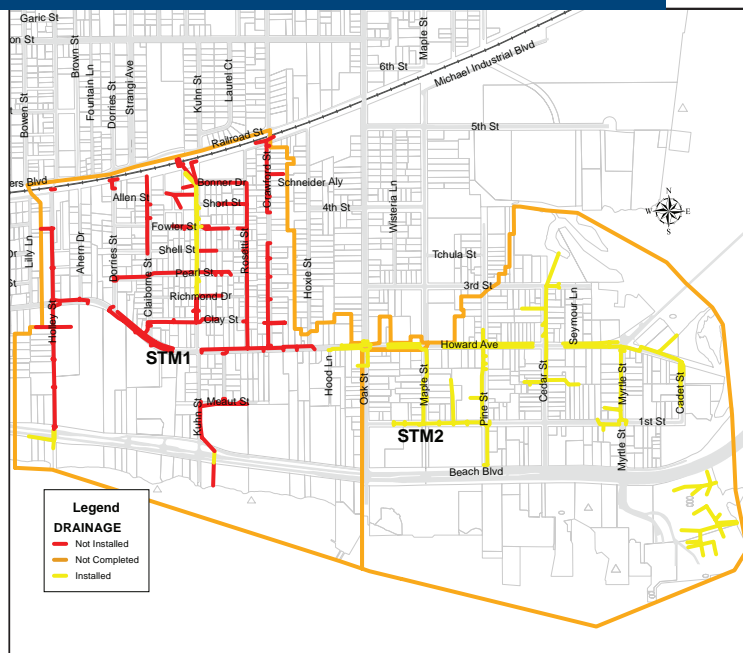 Garic St
on St
Maple St
6th St
Michael Industrial Blvd
Bowen St
Brown St
Fountain Ln
Dorries St
Strangi Ave
Kuhn St
Laurel Ct
5th St
Railroad St
ers Blvd
Bonner Dr
Crawford St
Schneider Aly
Allen St
Short St
4th St
Wisteria Ln
N
W
E
S
Fowler St
Lilly Ln
Ahern Dr
Dorries St
Claiborne St
Shell St
Rosetti St
Hoxie St
Tchula St
Dr
St
Pearl St
3rd St
Seymour Ln
Richmond Dr
Holley St
Clay St
STM1
Howard Ave
Hood Ln
Oak St
Maple St
Pine St
Cedar St
Myrtle St
Cadet St
Kuhn St
Medut St
STM2
1st St
Myrtle St
Beach Blvd
Legend
DRAINAGE
Not Installed
Not Completed
Installed